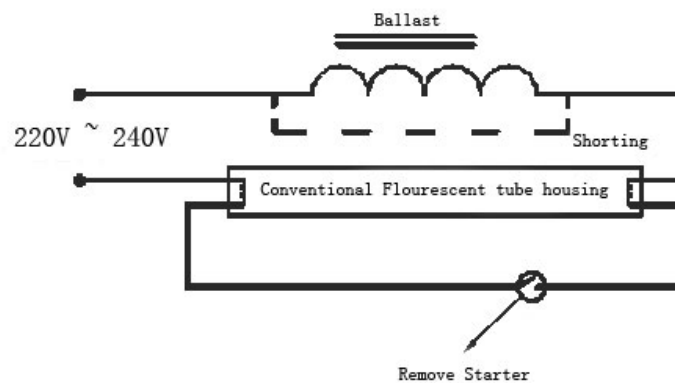 Ballast
220V ~ 240V
Shorting
Conventional Flourescent tube housing
Remove Starter